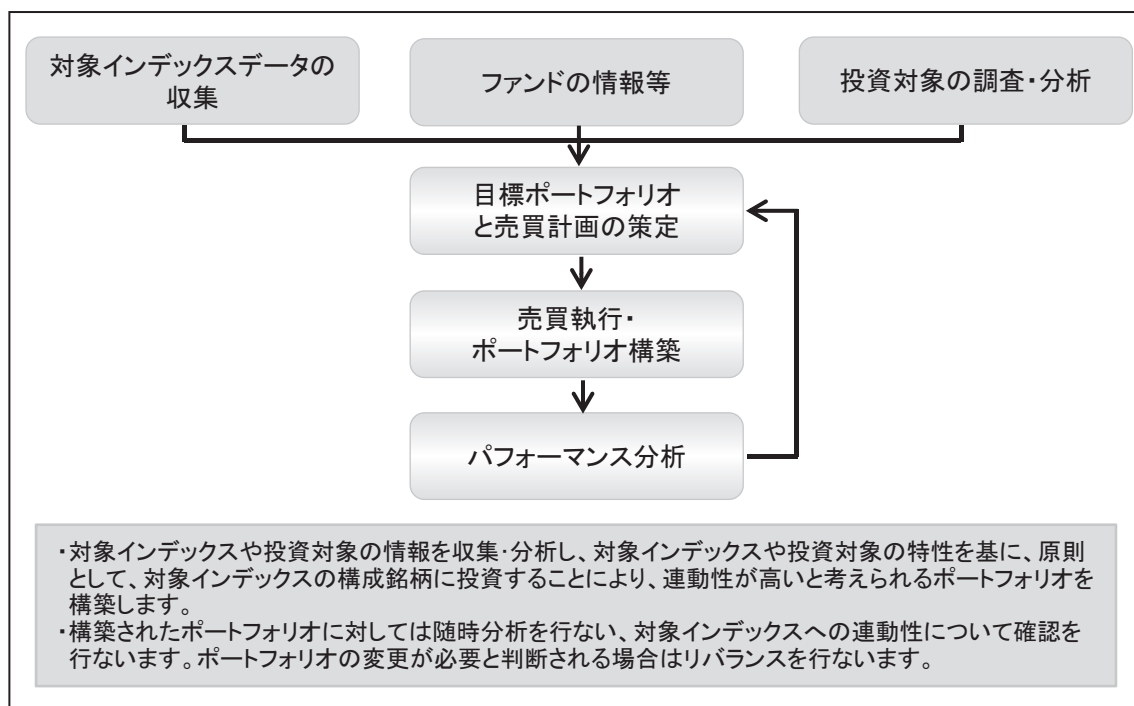 対象インデックスデータの
収集
ファンドの情報等
投資対象の調査・分析
目標ポートフォリオ
と売買計画の策定
売買執行・
ポートフォリオ構築
パフォーマンス分析
・対象インデックスや投資対象の情報を収集･分析し、対象インデックスや投資対象の特性を基に、原則
として、対象インデックスの構成銘柄に投資することにより、連動性が高いと考えられるポートフォリオを
構築します。
・構築されたポートフォリオに対しては随時分析を行ない、対象インデックスへの連動性について確認を
行ないます。ポートフォリオの変更が必要と判断される場合はリバランスを行ないます。